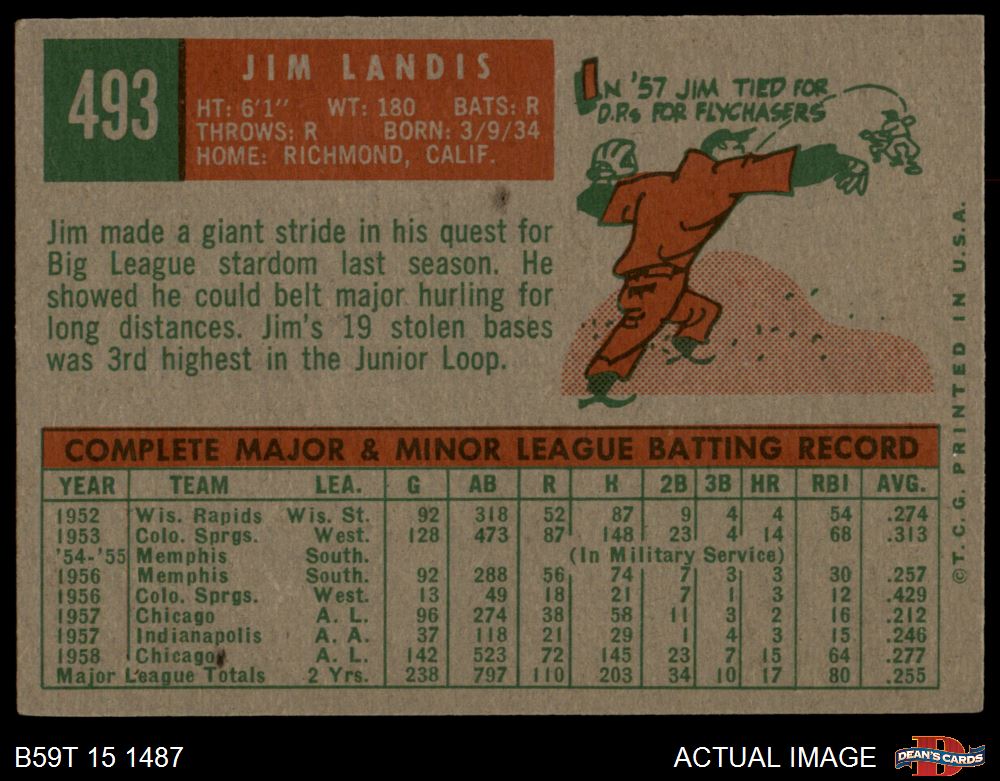 493
JIM LANDIS
HT: 6'1" WT: 180 BATS: R
THROWS: R BORN: 3/9/34
HOME: RICHMOND, CALIF.
IN '57 JIM TIED FOR
D.P.s FOR FLYCHASERS
Jim made a giant stride in his quest for
Big League stardom last season. He
showed he could belt major hurling for
long distances. Jim's 19 stolen bases
was 3rd highest in the Junior Loop.
COMPLETE MAJOR & MINOR LEAGUE BATTING RECORD
YEAR TEAM LEA. G AB R H 2B 3B HR RBI AVG.
1952 Wis. Rapids Wis. St. 92 318 52 87 9 4 4 54 .274
1953 Colo. Sprgs. West. 128 473 87 148 23 4 14 68 .313
'54-'55 Memphis South. (In Military Service)
1956 Memphis South. 92 288 56 74 7 3 3 30 .257
1956 Colo. Sprgs. West. 13 49 18 21 7 1 3 12 .429
1957 Chicago A. L. 96 274 38 58 11 3 2 16 .212
1957 Indianapolis A. A. 37 118 21 29 1 4 3 15 .246
1958 Chicago A. L. 142 523 72 145 23 7 15 64 .277
Major League Totals 2 Yrs. 238 797 110 203 34 10 17 80 .255
© T. C. G. PRINTED IN U.S.A.
B59T 15 1487
ACTUAL IMAGE
D
DEAN'S CARDS